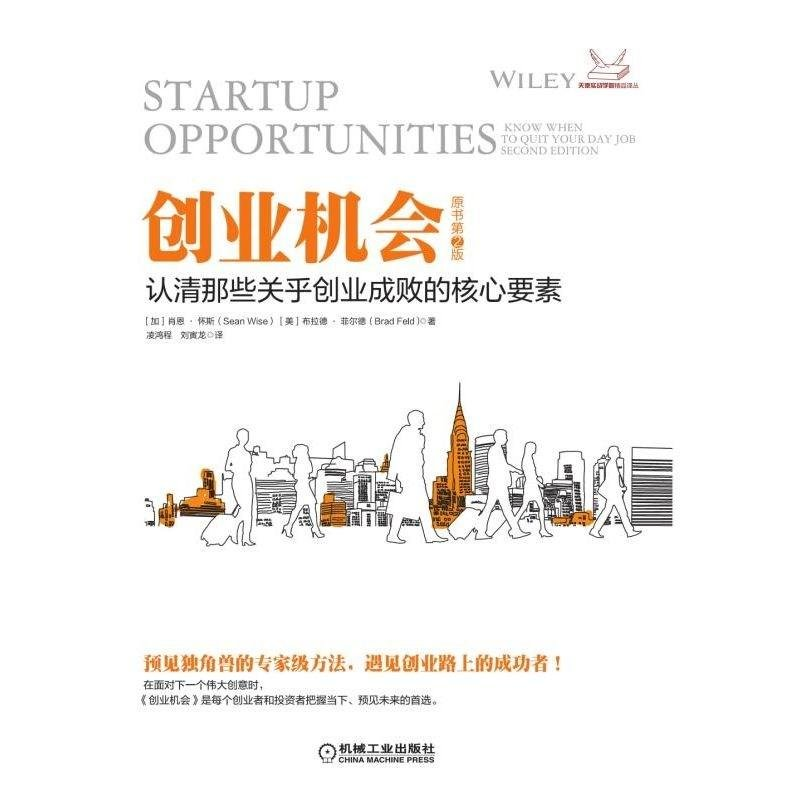 WILEY
天使实战学园精品译丛
STARTUP
OPPORTUNITIES
KNOW WHEN
TO QUIT YOUR DAY JOB
SECOND EDITION
创业机会
原书第2版
认清那些关乎创业成败的核心要素
[加] 肖恩 · 怀斯（Sean Wise）[美] 布拉德 · 菲尔德（Brad Feld）◎著
凌鸿程 刘寅龙◎译
预见独角兽的专家级方法，遇见创业路上的成功者！
在面对下一个伟大创意时，
《创业机会》是每个创业者和投资者把握当下、预见未来的首选。
机械工业出版社
CHINA MACHINE PRESS